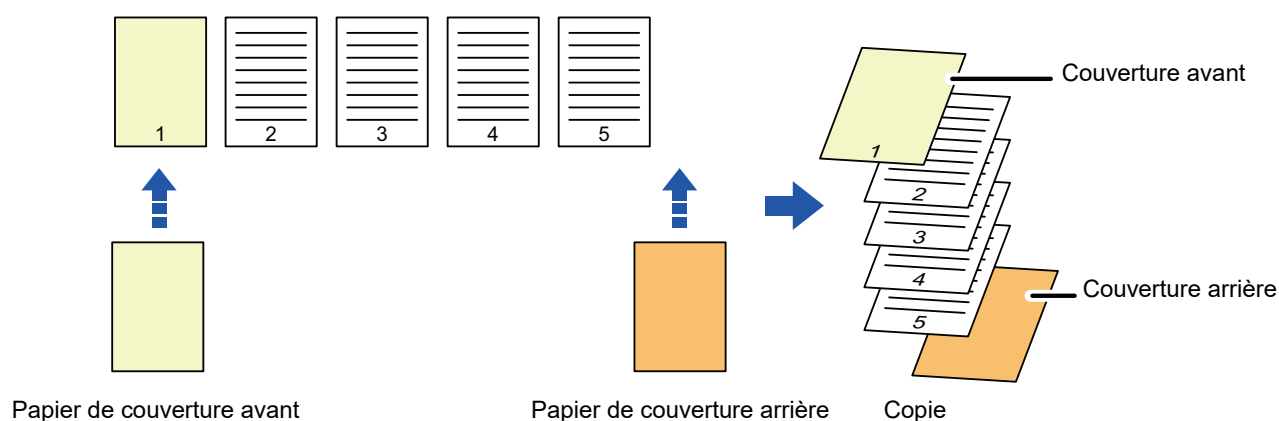 1
2
3
4
5
Couverture avant
1
2
3
4
5
Couverture arrière
Papier de couverture avant
Papier de couverture arrière
Copie